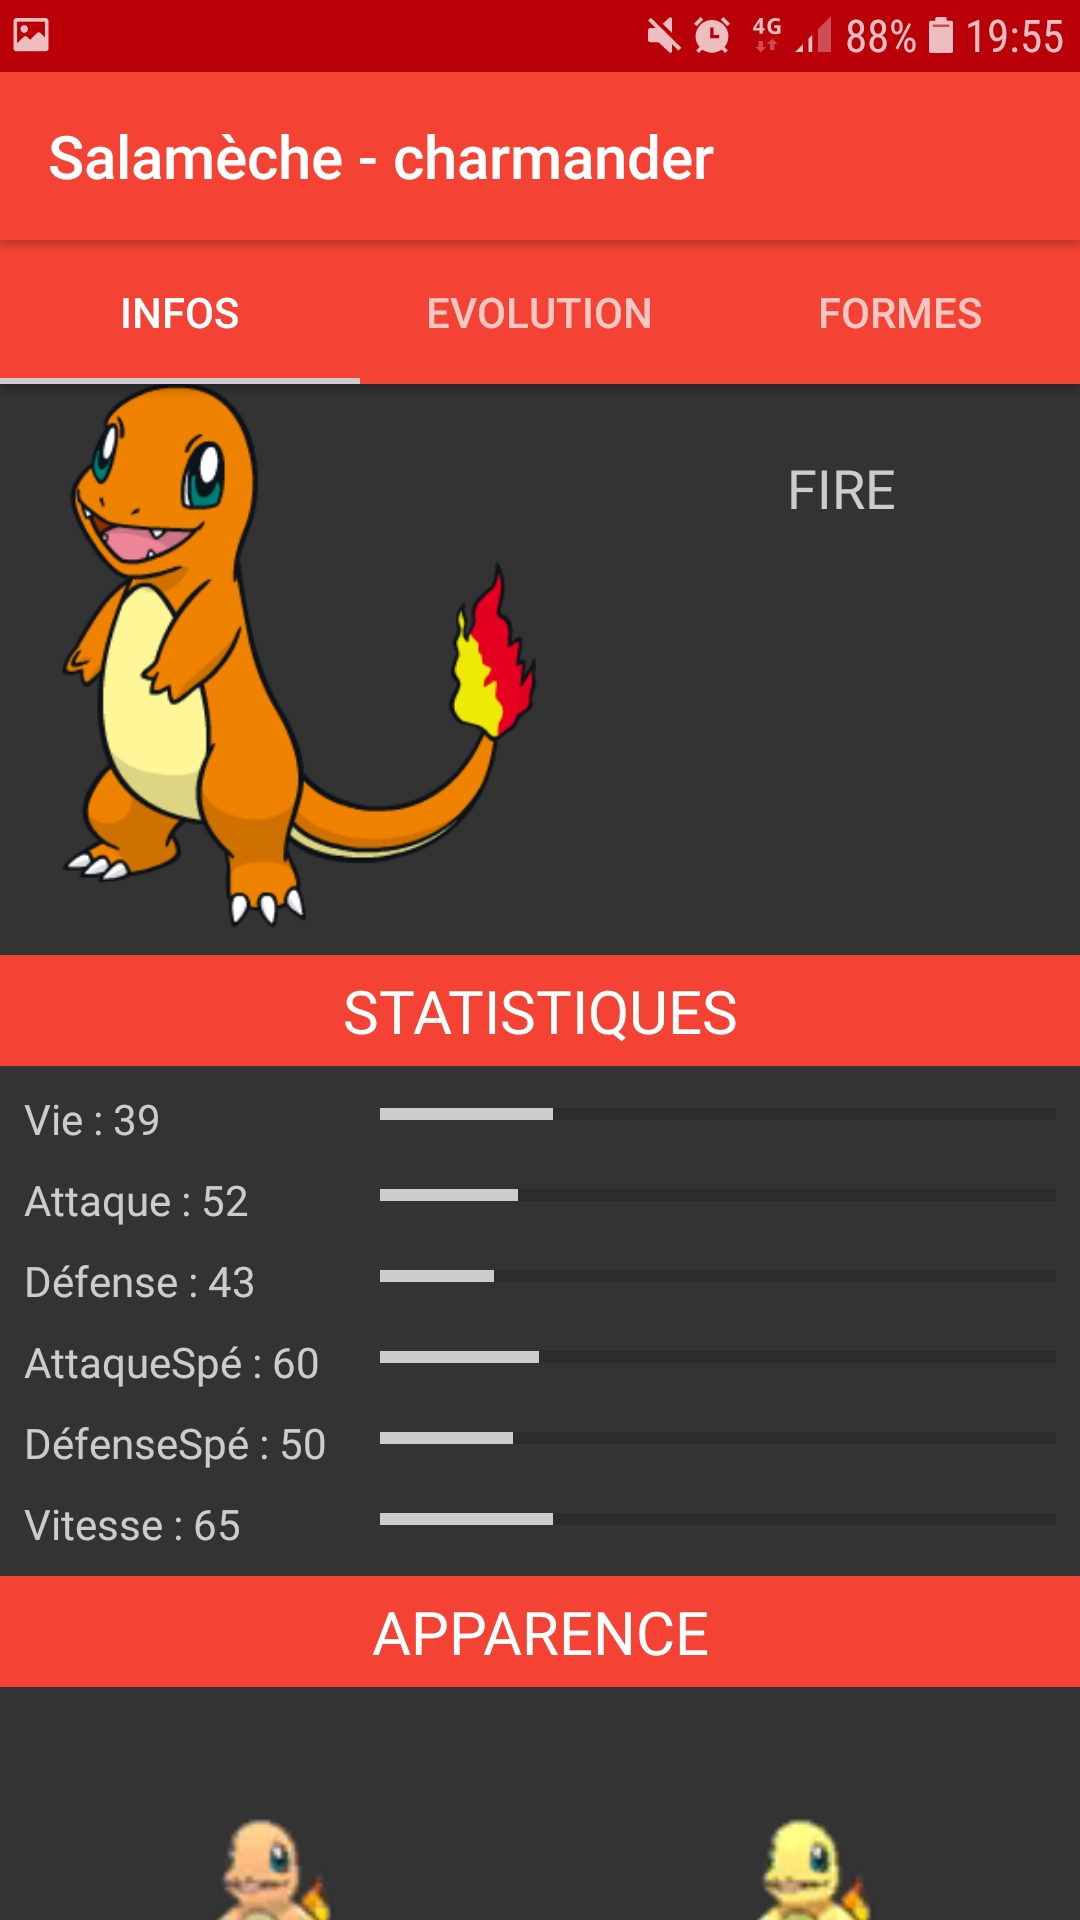 4G 88% 19:55
Salamèche - charmander
INFOS EVOLUTION FORMES
FIRE
STATISTIQUES
Vie : 39
Attaque : 52
Défense : 43
AttaqueSpé : 60
DéfenseSpé : 50
Vitesse : 65
APPARENCE